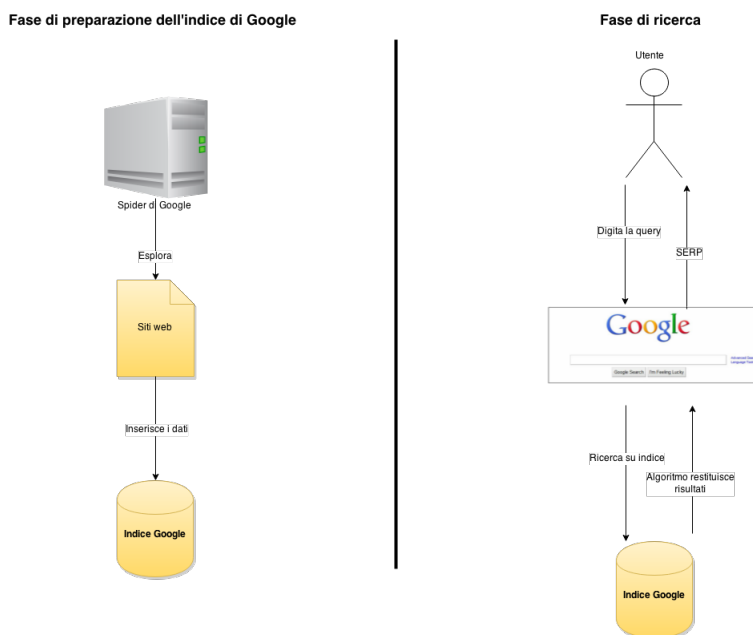 Fase di preparazione dell'indice di Google
Spider di Google
Esplora
Siti web
Inserisce i dati
Indice Google
Fase di ricerca
Utente
Digita la query
SERP
Google
Google Search
I'm Feeling Lucky
Ricerca su indice
Algoritmo restituisce
risultati
Indice Google